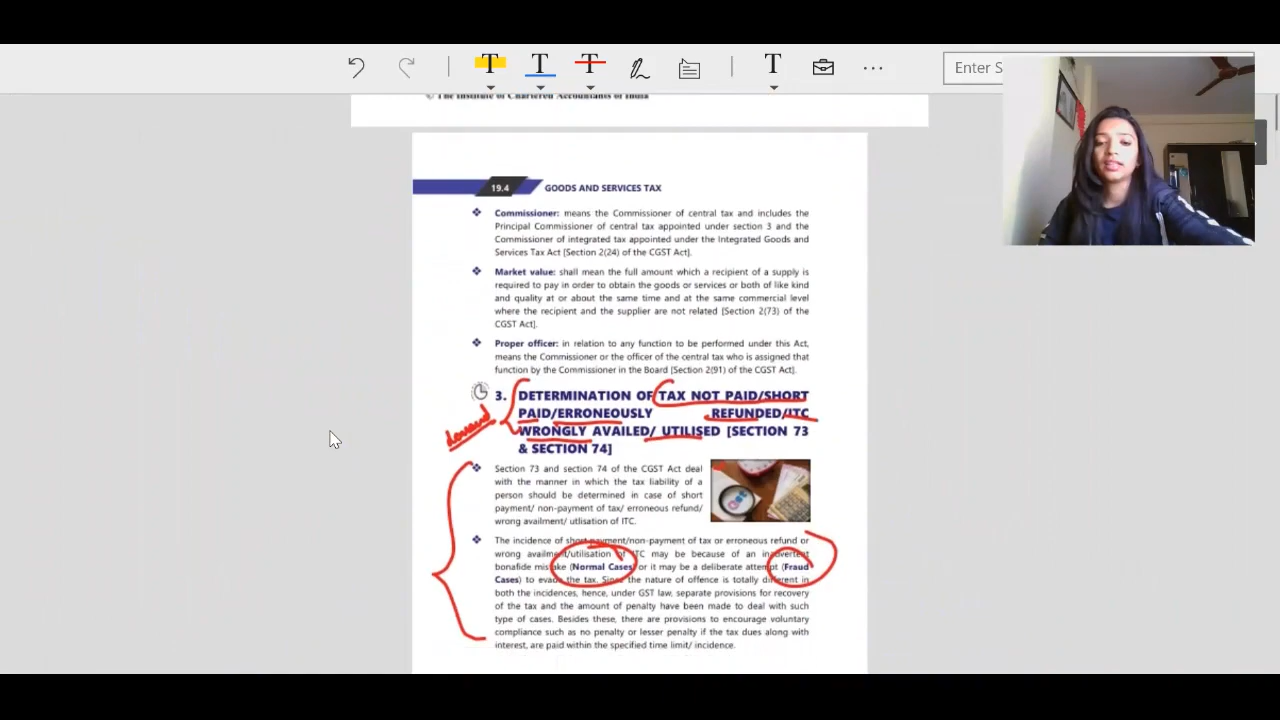 T T T T ...
Enter S
© The Institute of Chartered Accountants of India
19.4 GOODS AND SERVICES TAX
❖ Commissioner: means the Commissioner of central tax and includes the
Principal Commissioner of central tax appointed under section 3 and the
Commissioner of integrated tax appointed under the Integrated Goods and
Services Tax Act [Section 2(24) of the CGST Act].
❖ Market value: shall mean the full amount which a recipient of a supply is
required to pay in order to obtain the goods or services or both of like kind
and quality at or about the same time and at the same commercial level
where the recipient and the supplier are not related [Section 2(73) of the
CGST Act].
❖ Proper officer: in relation to any function to be performed under this Act,
means the Commissioner or the officer of the central tax who is assigned that
function by the Commissioner in the Board [Section 2(91) of the CGST Act].
3. DETERMINATION OF TAX NOT PAID/SHORT
PAID/ERRONEOUSLY REFUNDED/ITC
WRONGLY AVAILED/ UTILISED [SECTION 73
& SECTION 74]
demand
❖ Section 73 and section 74 of the CGST Act deal
with the manner in which the tax liability of a
person should be determined in case of short
payment/ non-payment of tax/ erroneous refund/
wrong availment/ utlisation of ITC.
❖ The incidence of short payment/non-payment of tax or erroneous refund or
wrong availment/utilisation of ITC may be because of an inadvertent
bonafide mistake (Normal Cases) or it may be a deliberate attempt (Fraud
Cases) to evade the tax. Since the nature of offence is totally different in
both the incidences, hence, under GST law, separate provisions for recovery
of the tax and the amount of penalty have been made to deal with such
type of cases. Besides these, there are provisions to encourage voluntary
compliance such as no penalty or lesser penalty if the tax dues along with
interest, are paid within the specified time limit/ incidence.